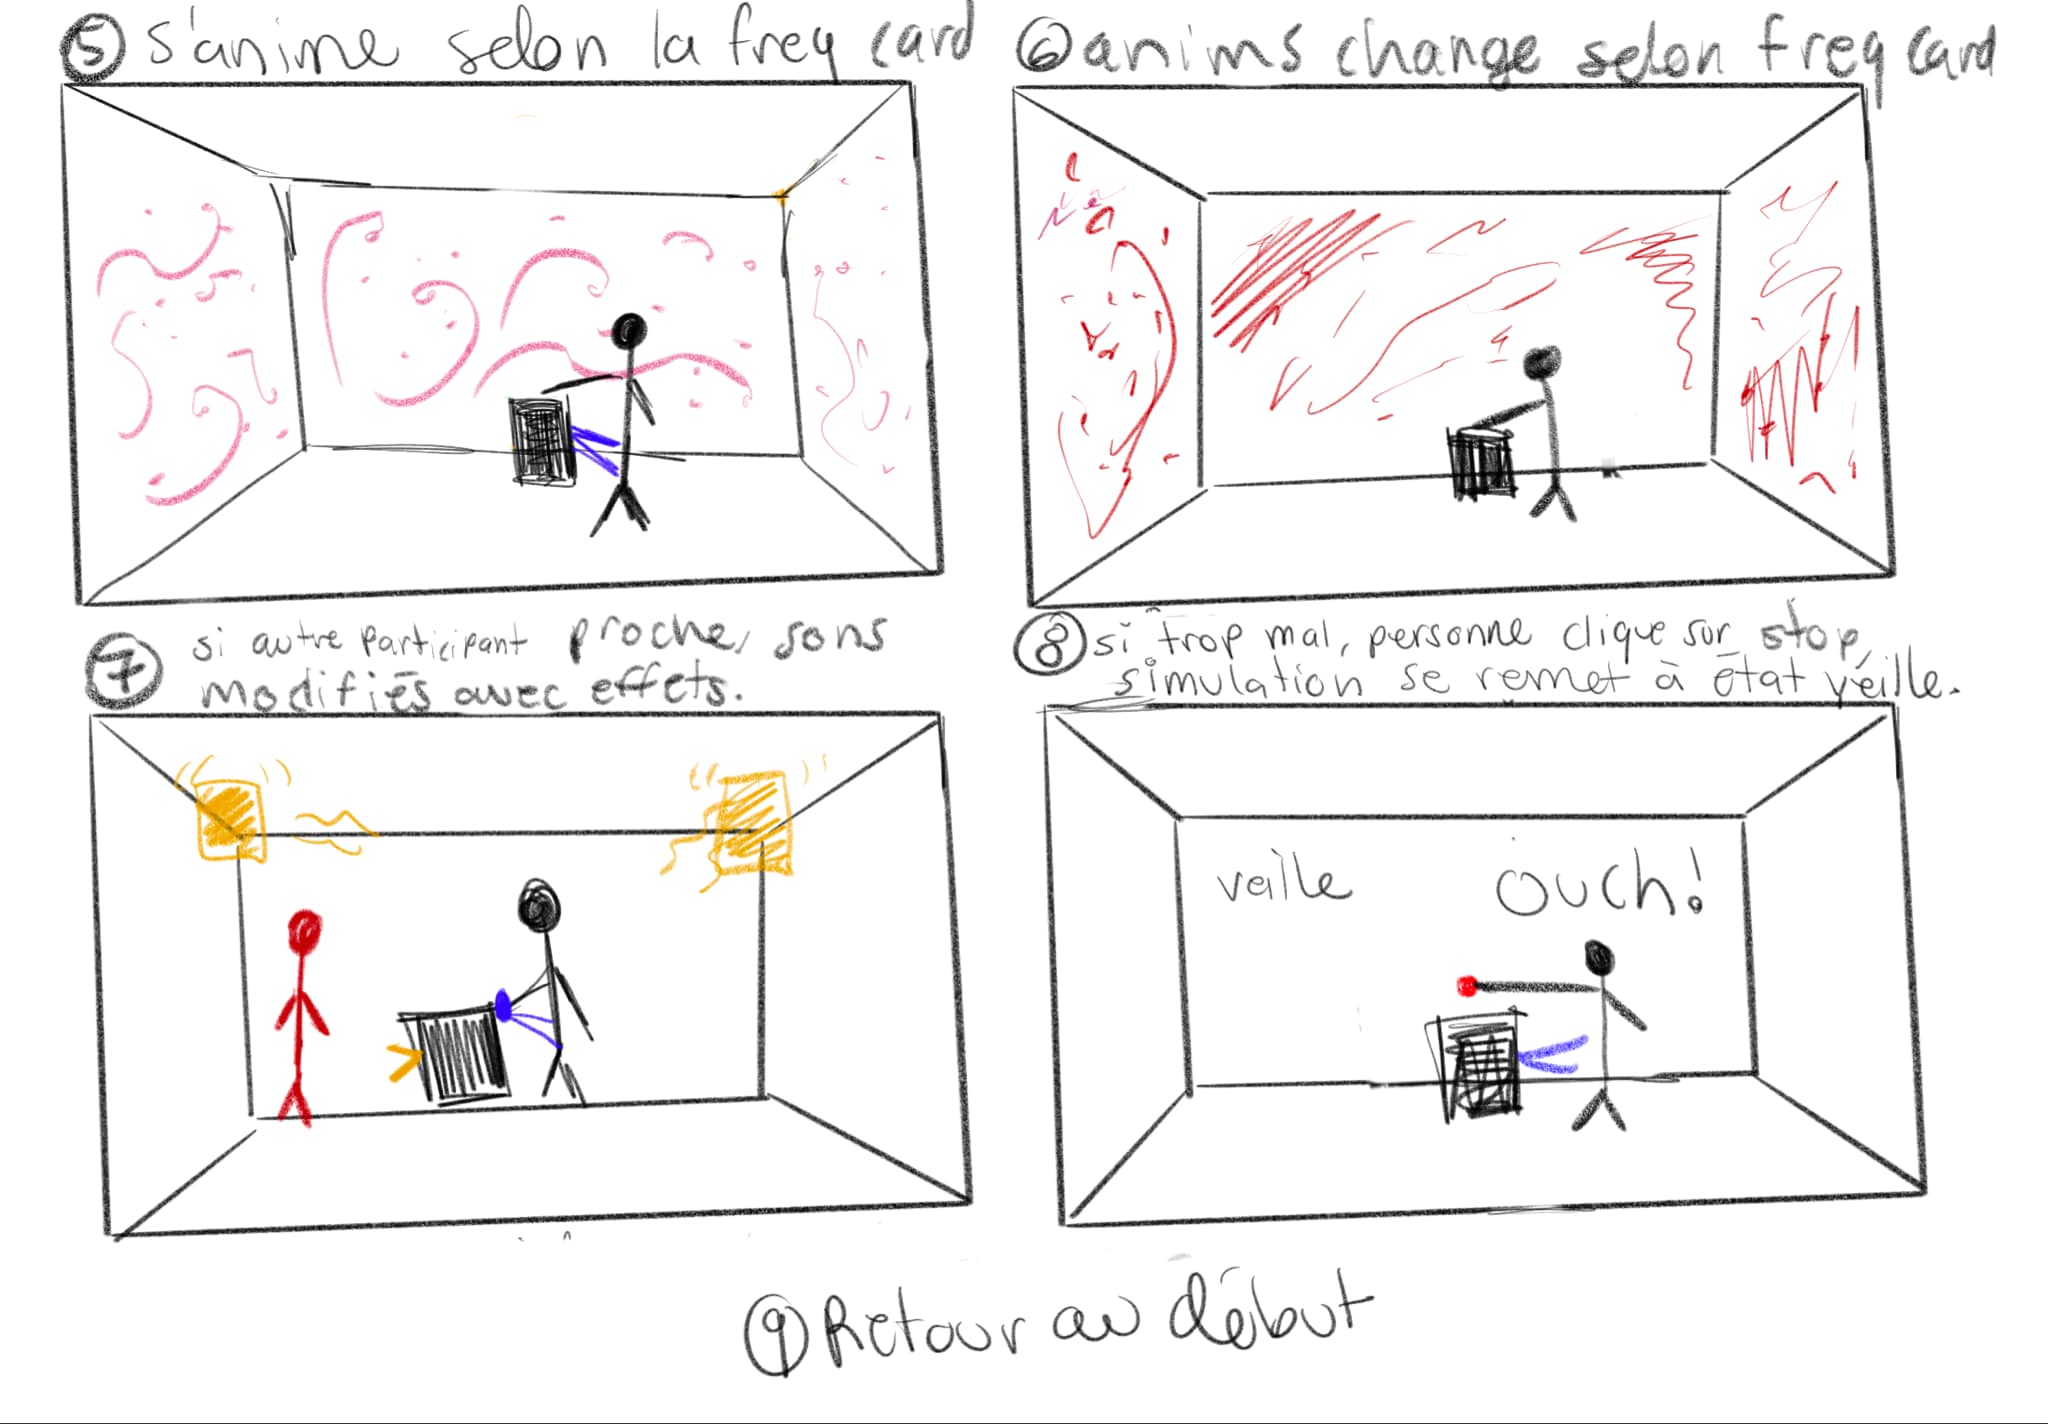 ⑤ s'anime selon la freq card
⑥ anims change selon freq card
⑦ si autre participant proche, sons
modifiés avec effets.
⑧ si trop mal, personne clique sur stop,
simulation se remet à état veille.
veille
OUCH!
⑨ Retour au début